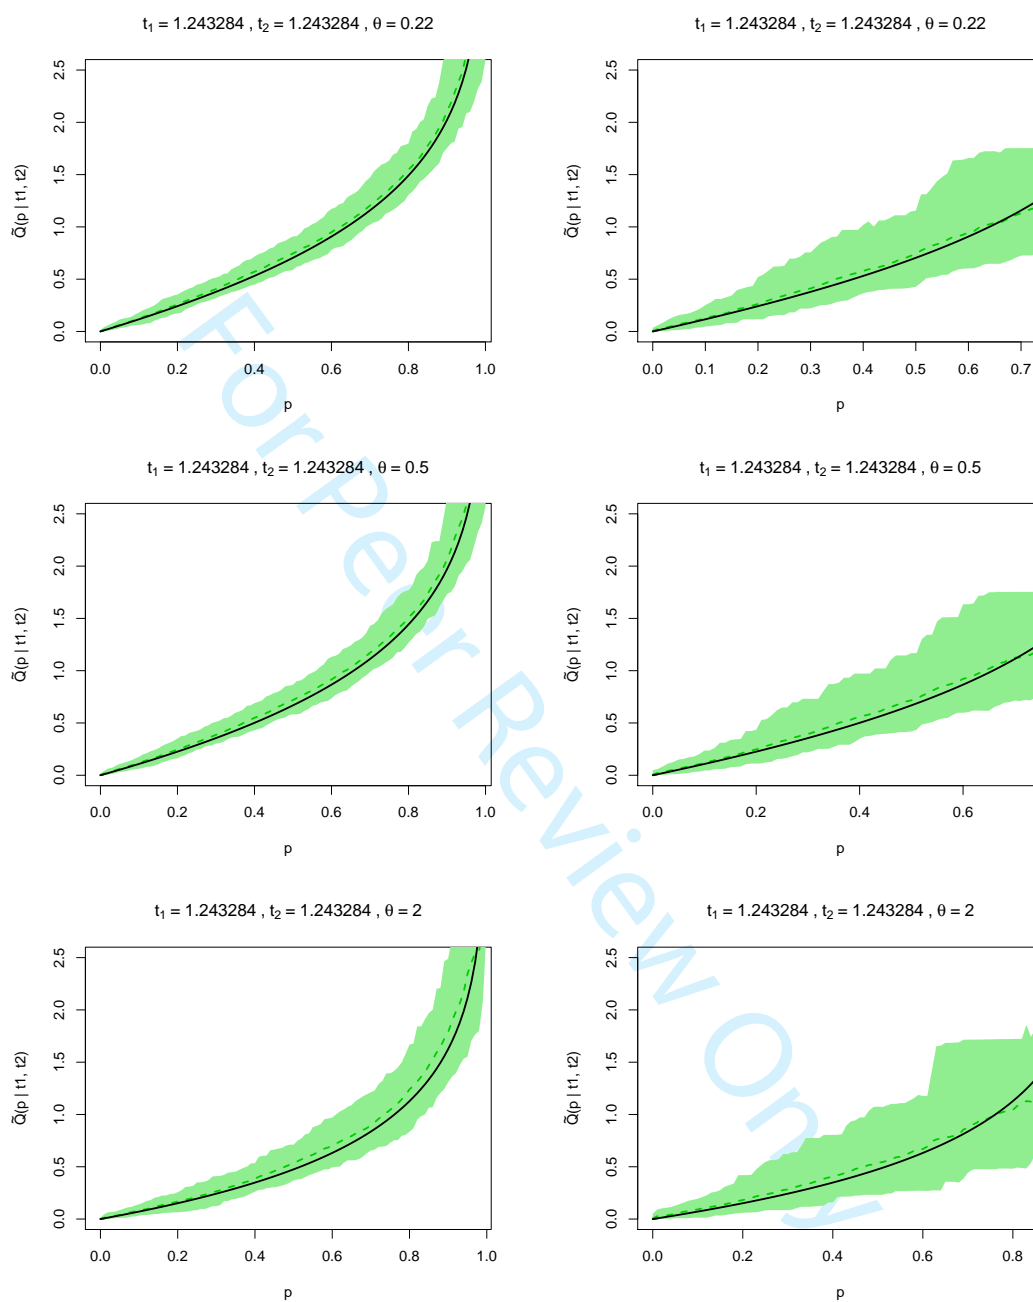 t1 = 1.243284 , t2 = 1.243284 , θ = 0.22
Q̃(p | t1, t2)
0.0 0.5 1.0 1.5 2.0 2.5
0.0 0.2 0.4 0.6 0.8 1.0
p
t1 = 1.243284 , t2 = 1.243284 , θ = 0.22
Q̃(p | t1, t2)
0.0 0.5 1.0 1.5 2.0 2.5
0.0 0.1 0.2 0.3 0.4 0.5 0.6 0.7
p
t1 = 1.243284 , t2 = 1.243284 , θ = 0.5
Q̃(p | t1, t2)
0.0 0.5 1.0 1.5 2.0 2.5
0.0 0.2 0.4 0.6 0.8 1.0
p
t1 = 1.243284 , t2 = 1.243284 , θ = 0.5
Q̃(p | t1, t2)
0.0 0.5 1.0 1.5 2.0 2.5
0.0 0.2 0.4 0.6
p
t1 = 1.243284 , t2 = 1.243284 , θ = 2
Q̃(p | t1, t2)
0.0 0.5 1.0 1.5 2.0 2.5
0.0 0.2 0.4 0.6 0.8 1.0
p
t1 = 1.243284 , t2 = 1.243284 , θ = 2
Q̃(p | t1, t2)
0.0 0.5 1.0 1.5 2.0 2.5
0.0 0.2 0.4 0.6 0.8
p
For Peer Review Only